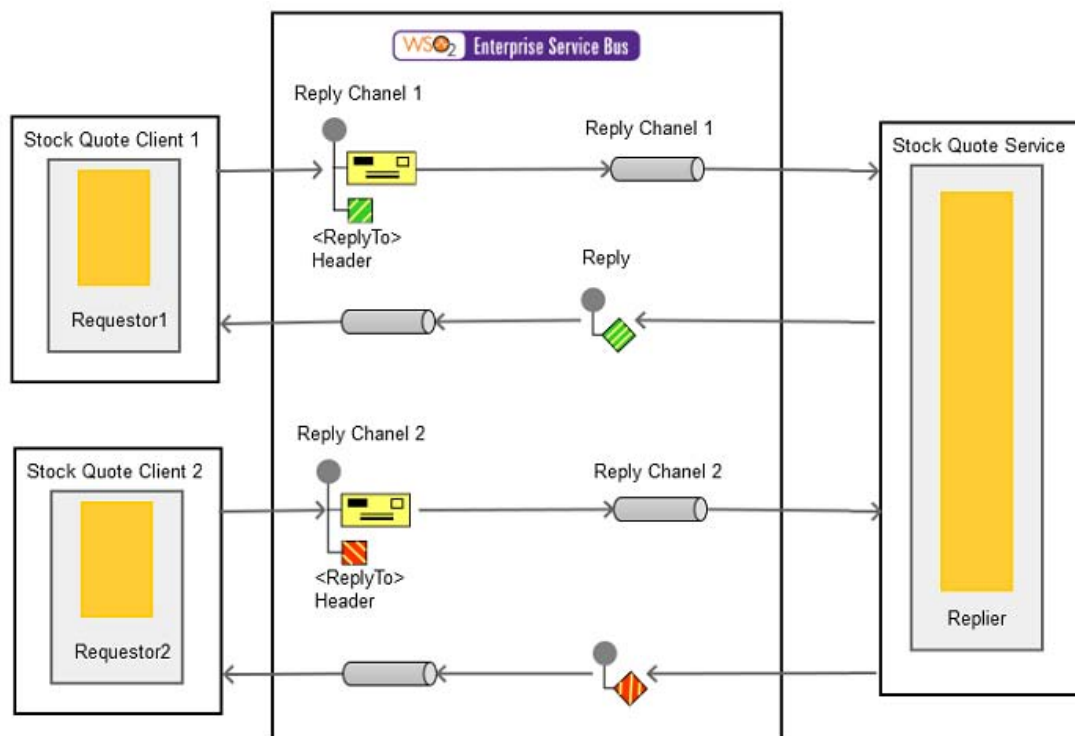 WSO2 Enterprise Service Bus
Reply Chanel 1
Reply Chanel 1
Stock Quote Client 1
Stock Quote Service
<ReplyTo>
Header
Reply
Requestor1
Reply Chanel 2
Stock Quote Client 2
Reply Chanel 2
<ReplyTo>
Header
Replier
Requestor2